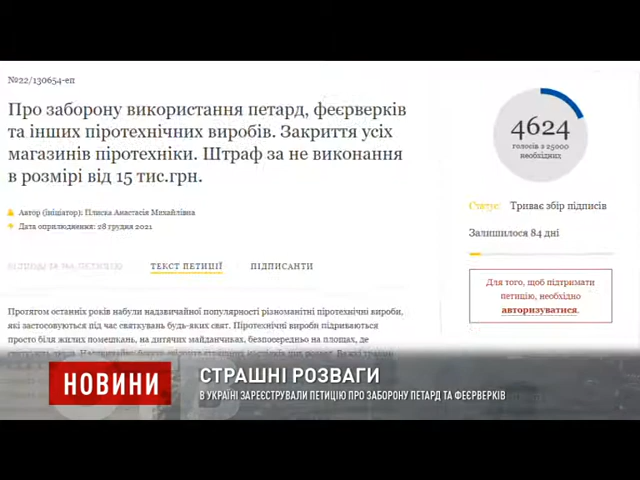 №22/130654-еп
Про заборону використання петард, феєрверків
та інших піротехнічних виробів. Закриття усіх
магазинів піротехніки. Штраф за не виконання
в розмірі від 15 тис.грн.
Автор (ініціатор): Плиска Анастасія Михайлівна
Дата оприлюднення: 28 грудня 2021
ТЕКСТ ПЕТИЦІЇ ПІДПИСАНТИ
Протягом останніх років набули надзвичайної популярності різноманітні піротехнічні вироби,
які застосовуються під час святкувань будь-яких свят. Піротехнічні вироби підриваються
просто біля жилих помешкань, на дитячих майданчиках, безпосередньо на площах, де
4624
голосів з 25000
необхідних
Статус: Триває збір підписів
Залишилося 84 дні
Для того, щоб підтримати
петицію, необхідно
авторизуватися.
НОВИНИ
СТРАШНІ РОЗВАГИ
В УКРАЇНІ ЗАРЕЄСТРУВАЛИ ПЕТИЦІЮ ПРО ЗАБОРОНУ ПЕТАРД ТА ФЕЄРВЕРКІВ